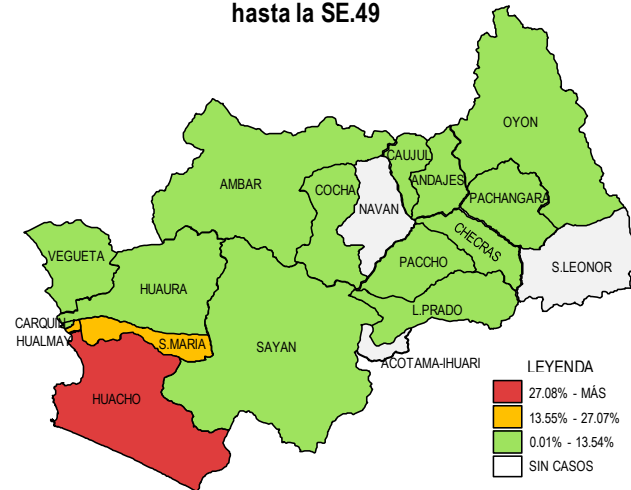 hasta la SE.49
OYON
CAUJUL
ANDAJES
AMBAR
COCHA
NAVAN
PACHANGARA
CHECRAS
VEGUETA
PACCHO
S.LEONOR
HUAURA
L.PRADO
CARQUIN
HUALMAY
S.MARIA
SAYAN
ACOTAMA-IHUARI
HUACHO
LEYENDA
27.08% - MÁS
13.55% - 27.07%
0.01% - 13.54%
SIN CASOS